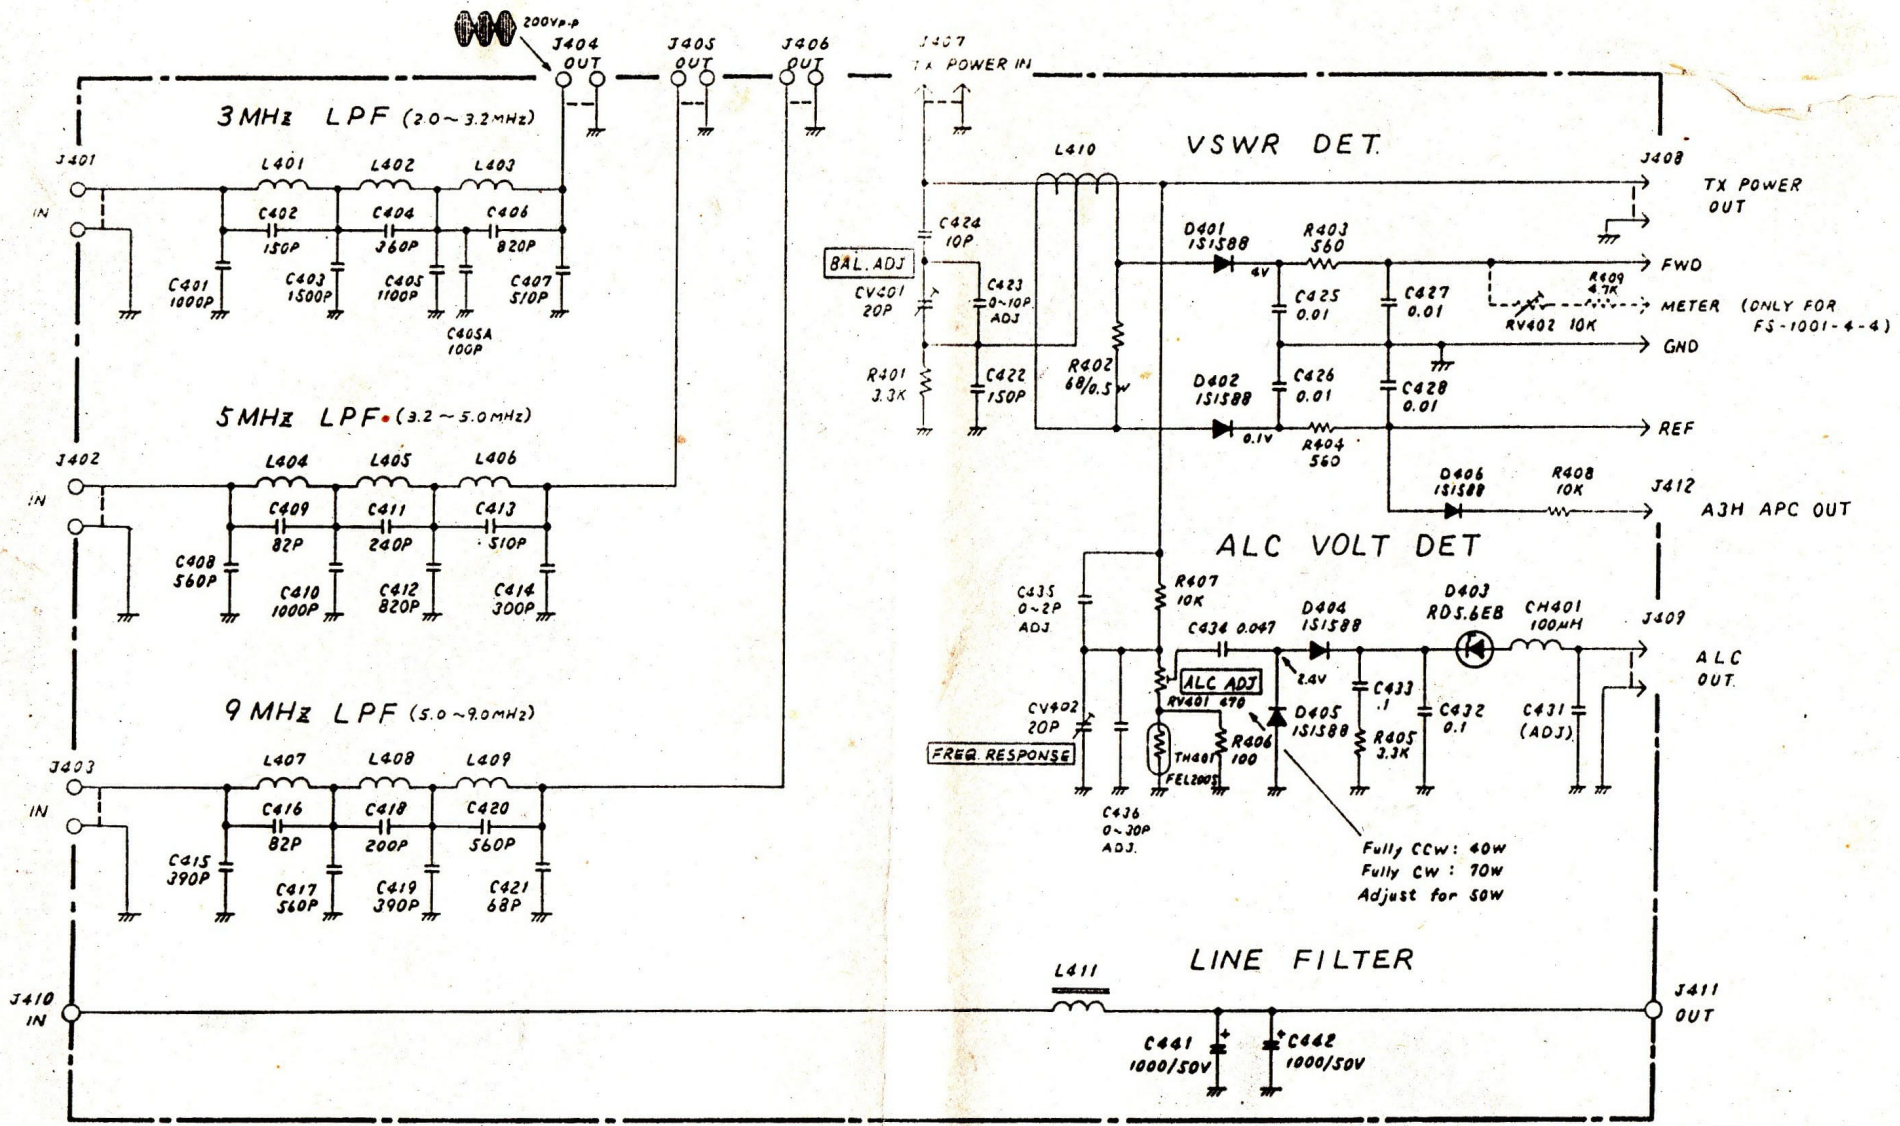 200Vp-p
J404
OUT
J405
OUT
J406
OUT
J407
TX POWER IN
3MHz LPF (2.0~3.2MHz)
J401
IN
L401
L402
L403
C402
150P
C404
360P
C406
820P
C401
1000P
C403
1500P
C405
1100P
C405A
100P
C407
510P
5MHz LPF (3.2~5.0MHz)
J402
IN
L404
L405
L406
C409
82P
C411
240P
C413
510P
C408
560P
C410
1000P
C412
820P
C414
300P
9MHz LPF (5.0~9.0MHz)
J403
IN
L407
L408
L409
C416
82P
C418
200P
C420
560P
C415
390P
C417
560P
C419
390P
C421
68P
VSWR DET.
L410
J408
TX POWER
OUT
C424
10P
BAL. ADJ
CV401
20P
C423
0~10P
ADJ
R401
3.3K
C422
150P
R402
68/0.5W
D401
1S1588
4V
R403
560
C425
0.01
C427
0.01
FWD
R409
4.7K
RV402 10K
METER (ONLY FOR
FS-1001-4-4)
GND
D402
1S1588
0.1V
C426
0.01
C428
0.01
R404
560
REF
D406
1S1588
R408
10K
J412
A3H APC OUT
ALC VOLT DET
C435
0~2P
ADJ
R407
10K
C434 0.047
D404
1S1588
D403
RD5.6EB
CH401
100μH
J409
ALC
OUT.
ALC ADJ
RV401 470
2.4V
CV402
20P
FREQ. RESPONSE
C436
0~30P
ADJ.
TH401
FEL200S
R406
100
D405
1S1588
C433
.1
R405
3.3K
C432
0.1
C431
(ADJ)
Fully CCW: 40W
Fully CW : 70W
Adjust for 50W
LINE FILTER
J410
IN
L411
C441
1000/50V
+
C442
1000/50V
+
J411
OUT